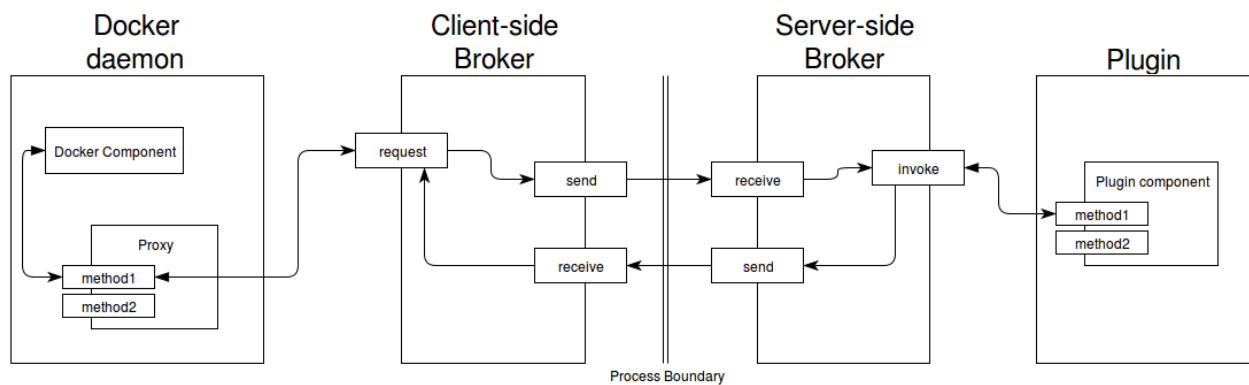 Docker
daemon
Client-side
Broker
Server-side
Broker
Plugin
Docker Component
request
send
receive
invoke
Plugin component
method1
method2
Proxy
method1
method2
receive
send
Process Boundary